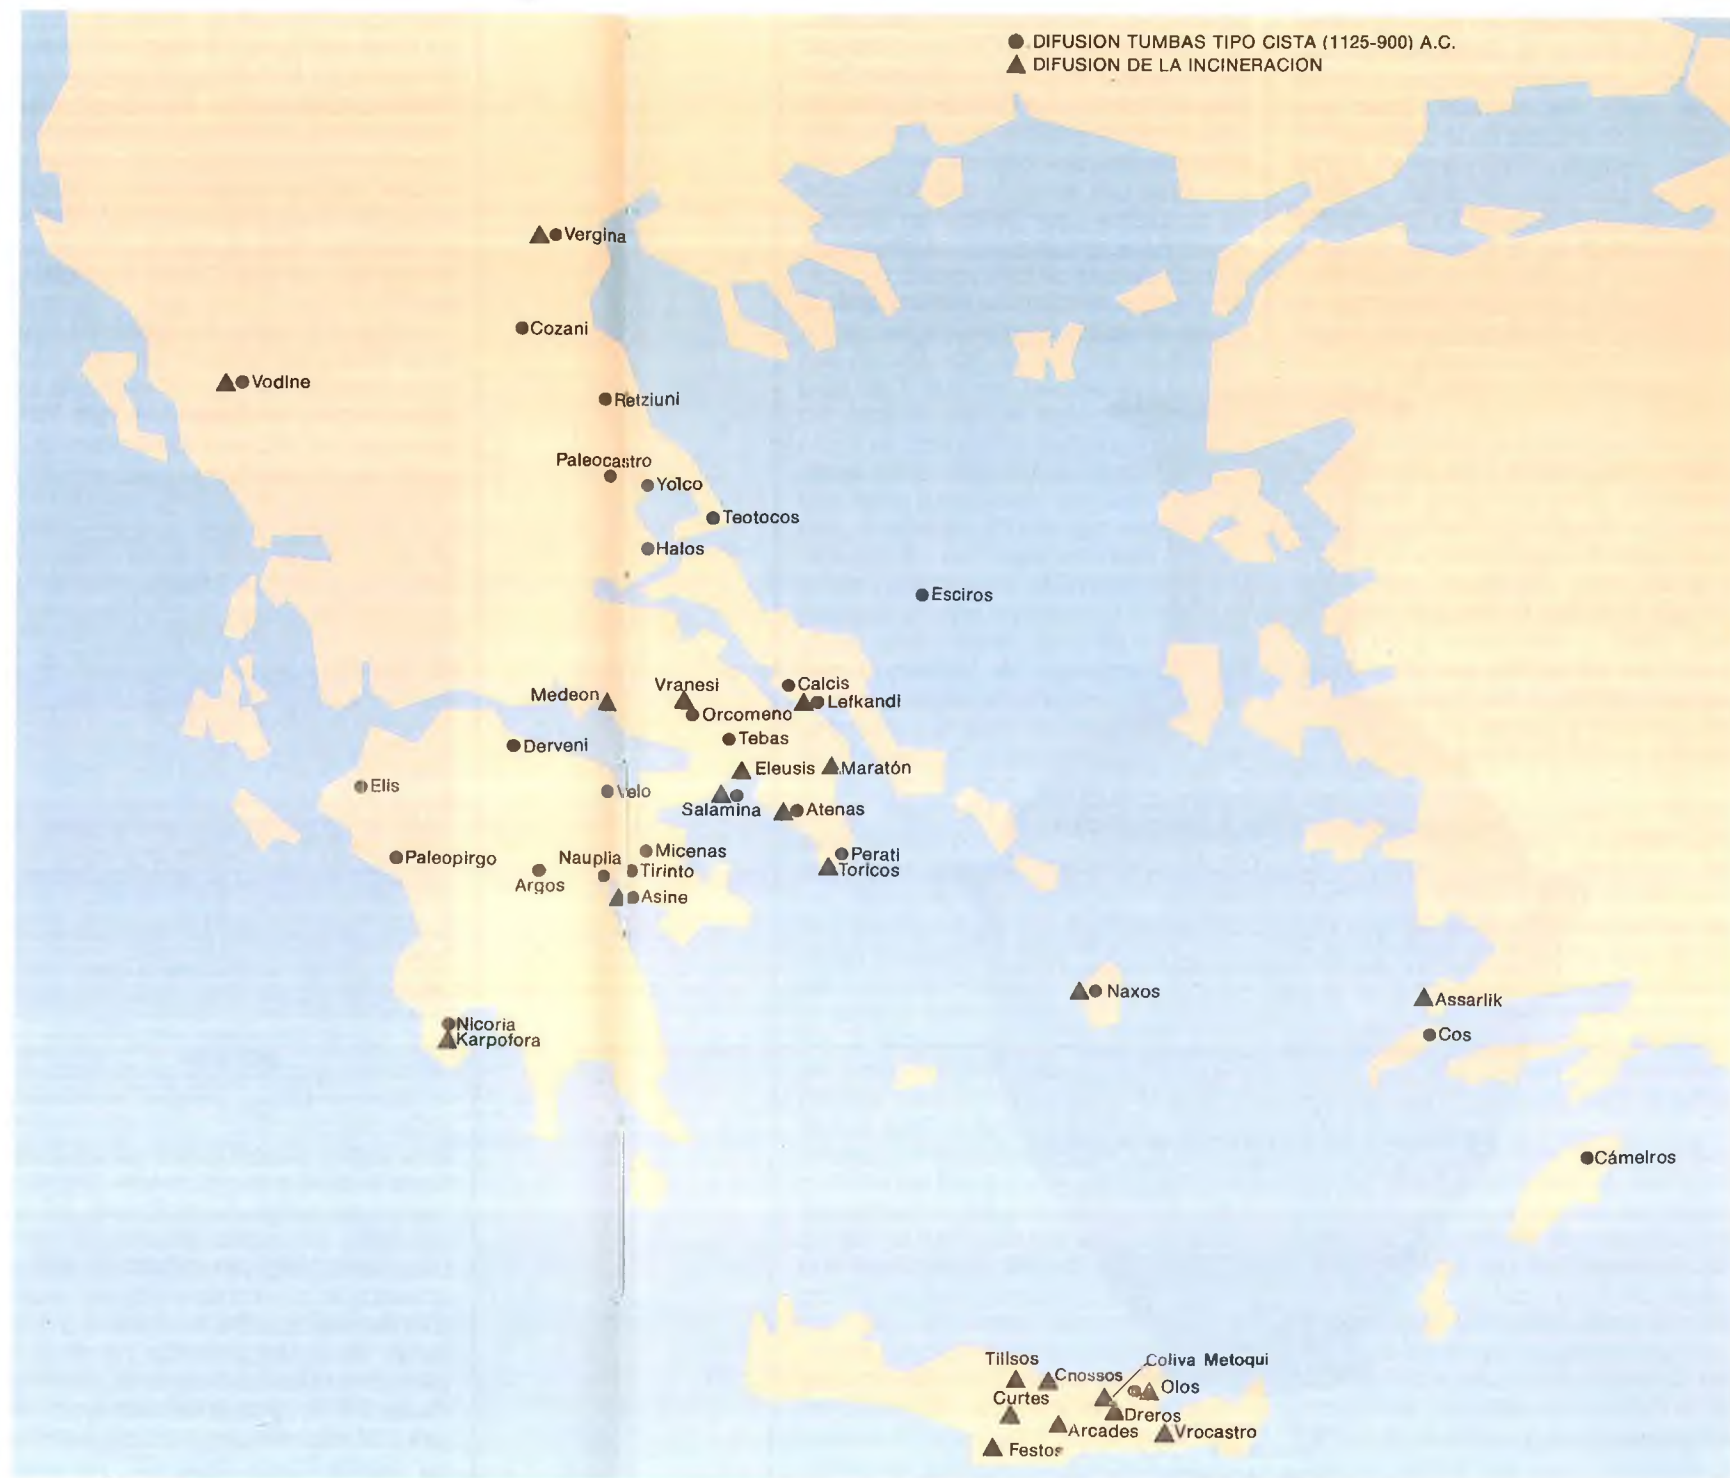 DIFUSION TUMBAS TIPO CISTA (1125-900) A.C.
DIFUSION DE LA INCINERACION
Vergina
Cozani
Vodine
Retziuni
Paleocastro
Yolco
Teotocos
Halos
Esciros
Calcis
Vranesi
Medeon
Lefkandi
Orcomeno
Tebas
Derveni
Eleusis
Maratón
Elis
Velo
Salamina
Atenas
Micenas
Perati
Nauplia
Paleopirgo
Tirinto
Toricos
Argos
Asine
Naxos
Assarlik
Nicoria
Cos
Karpofora
Cámeiros
Tilisos
Coliva Metoqui
Cnossos
Olos
Curtes
Dreros
Arcades
Vrocastro
Festos